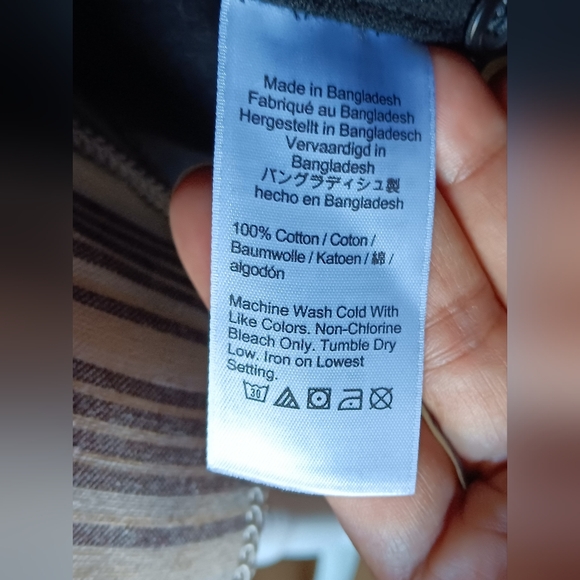 Made in Bangladesh
Fabriqué au Bangladesh
Hergestellt in Bangladesch
Vervaardigd in
Bangladesh
バングラディシュ製
hecho en Bangladesh
100% Cotton / Coton /
Baumwolle / Katoen / 綿 /
algodón
Machine Wash Cold With
Like Colors. Non-Chlorine
Bleach Only. Tumble Dry
Low. Iron on Lowest
Setting.
30